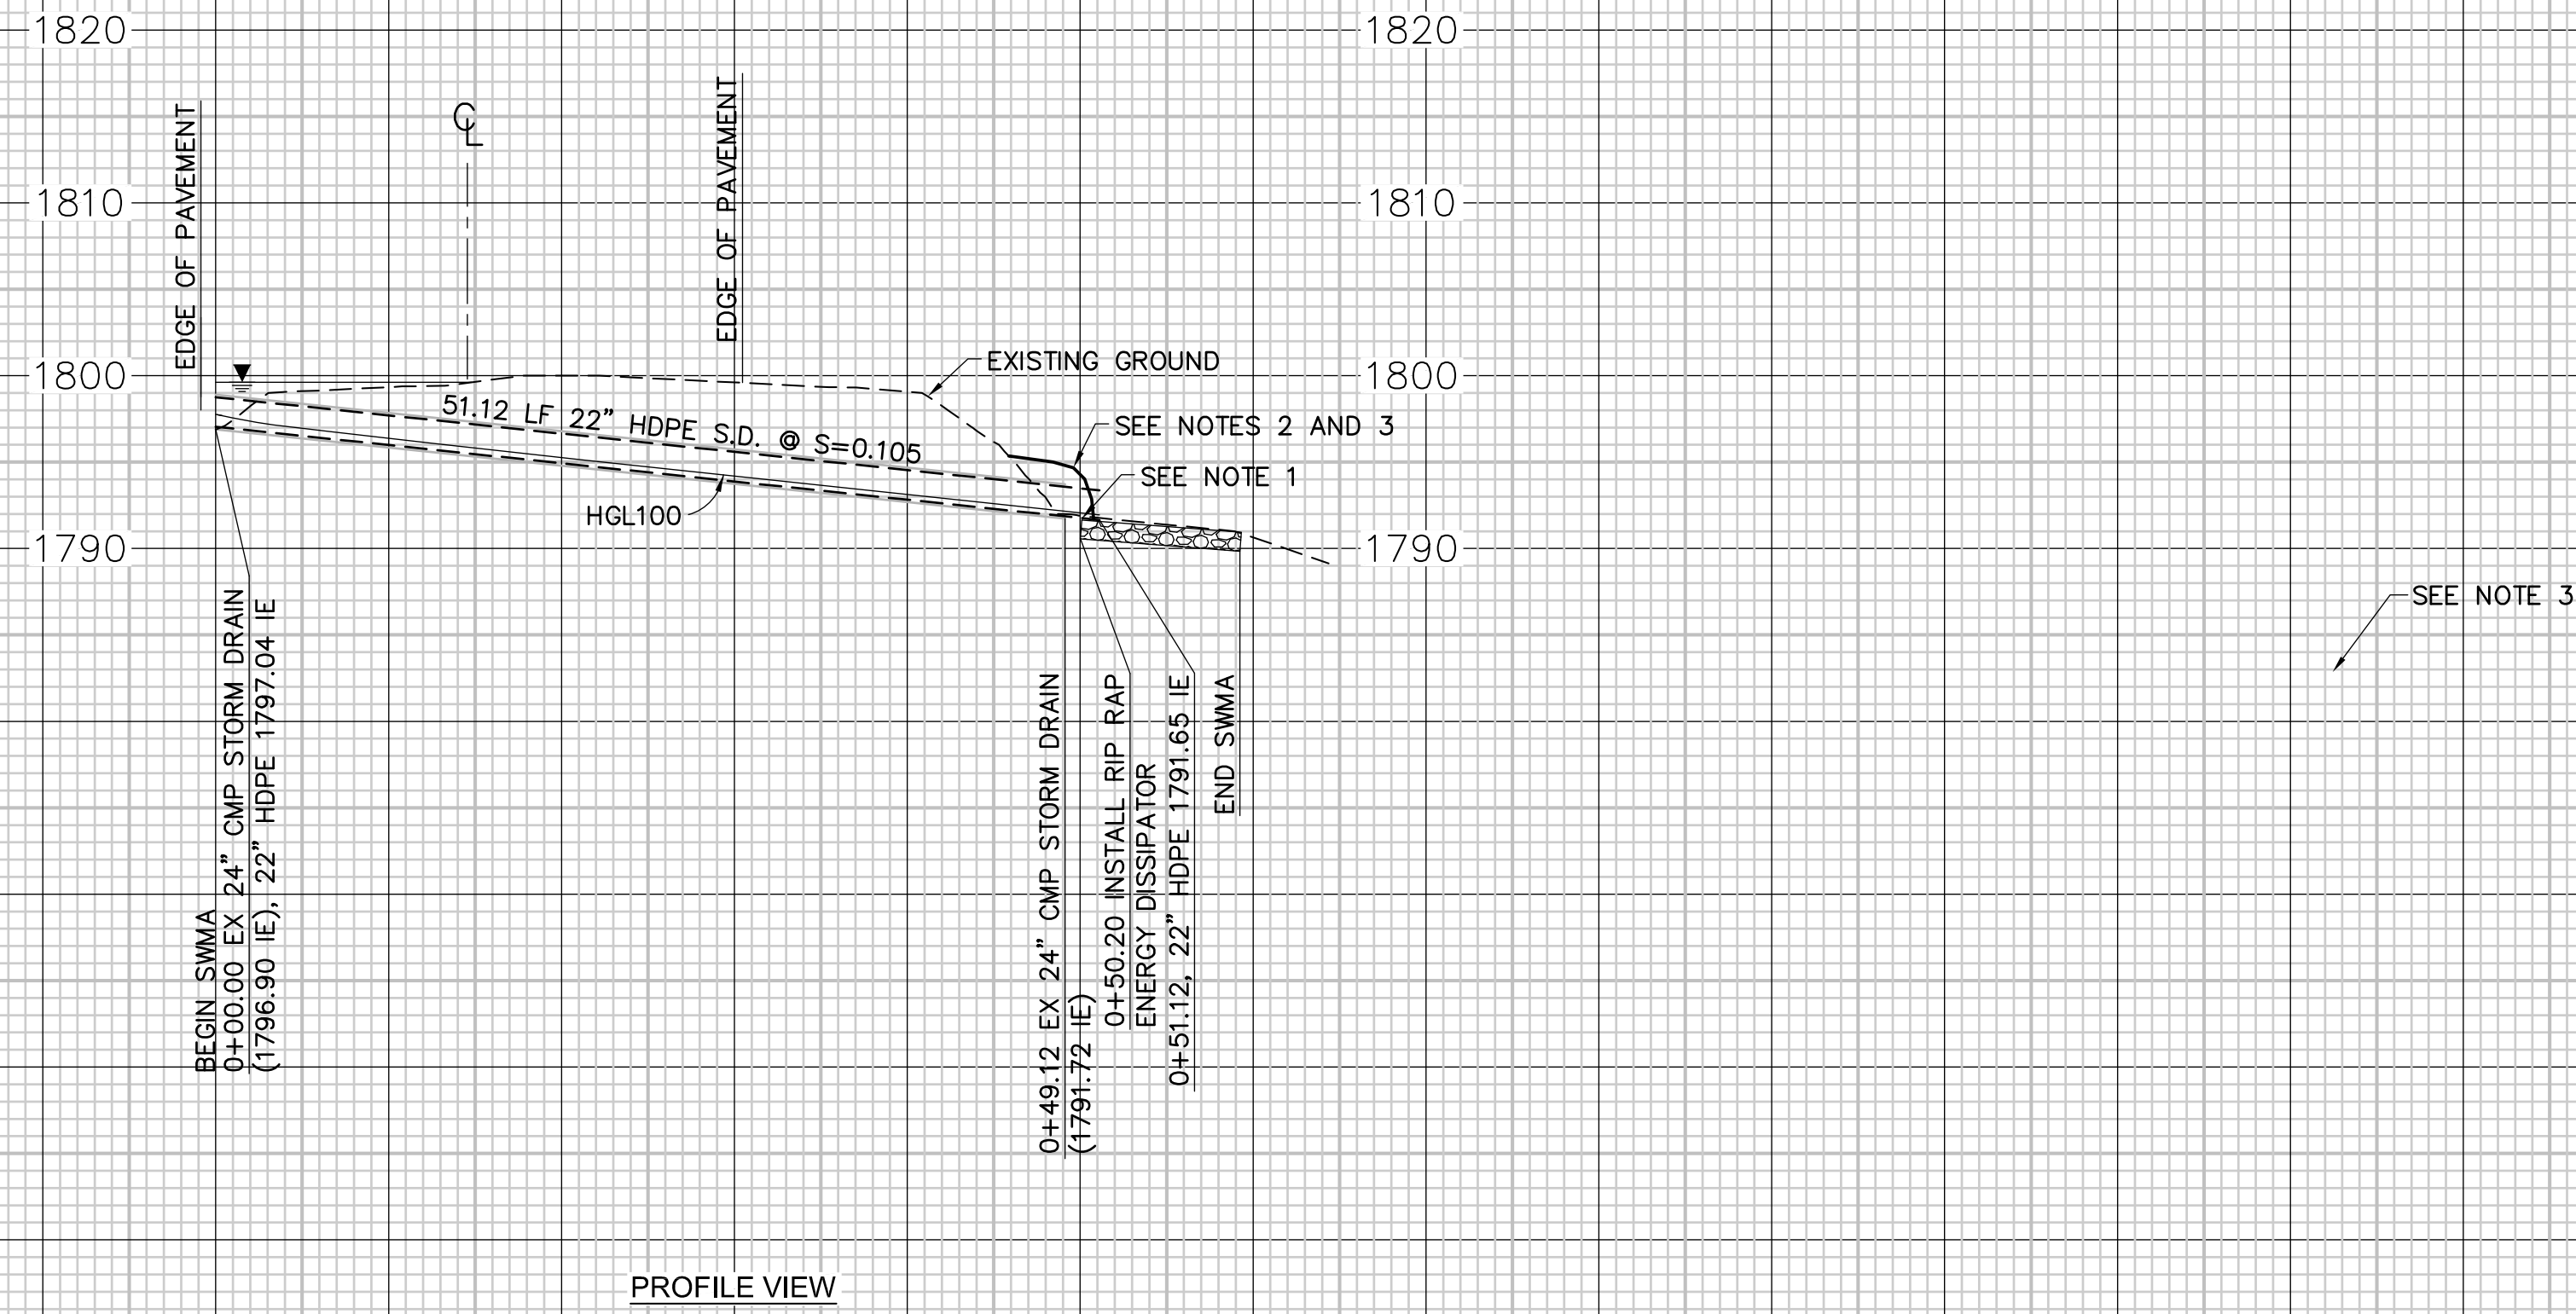 1820
1820
EDGE OF PAVEMENT
℄
EDGE OF PAVEMENT
1810
1810
1800
EXISTING GROUND
1800
51.12 LF 22” HDPE S.D. @ S=0.105
SEE NOTES 2 AND 3
SEE NOTE 1
HGL100
1790
1790
SEE NOTE 3
BEGIN SWMA
0+00.00 EX 24” CMP STORM DRAIN
(1796.90 IE), 22” HDPE 1797.04 IE
0+49.12 EX 24” CMP STORM DRAIN
(1791.72 IE)
0+50.20 INSTALL RIP RAP
ENERGY DISSIPATOR
0+51.12, 22” HDPE 1791.65 IE
END SWMA
PROFILE VIEW